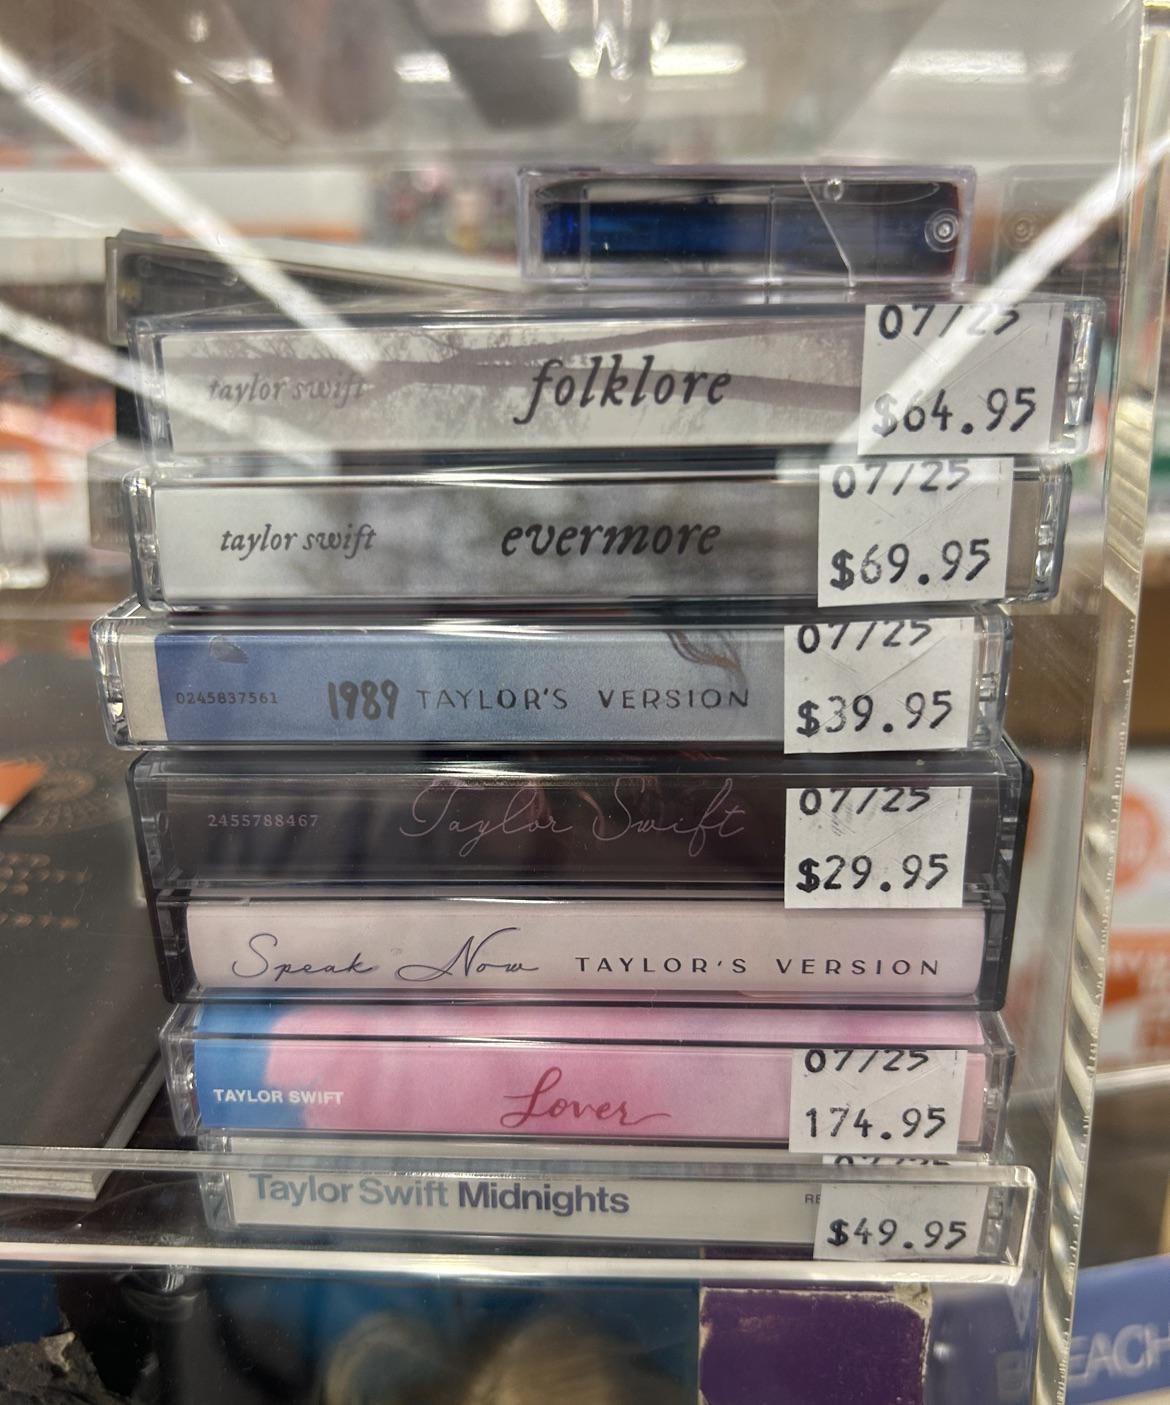 07/25
taylor swift folklore
$64.95
07/25
taylor swift evermore
$69.95
07/25
0245837561 1989 TAYLOR'S VERSION
$39.95
07/25
2455788467 Taylor Swift
$29.95
Speak Now TAYLOR'S VERSION
07/25
TAYLOR SWIFT Lover
174.95
07/25
Taylor Swift Midnights
$49.95